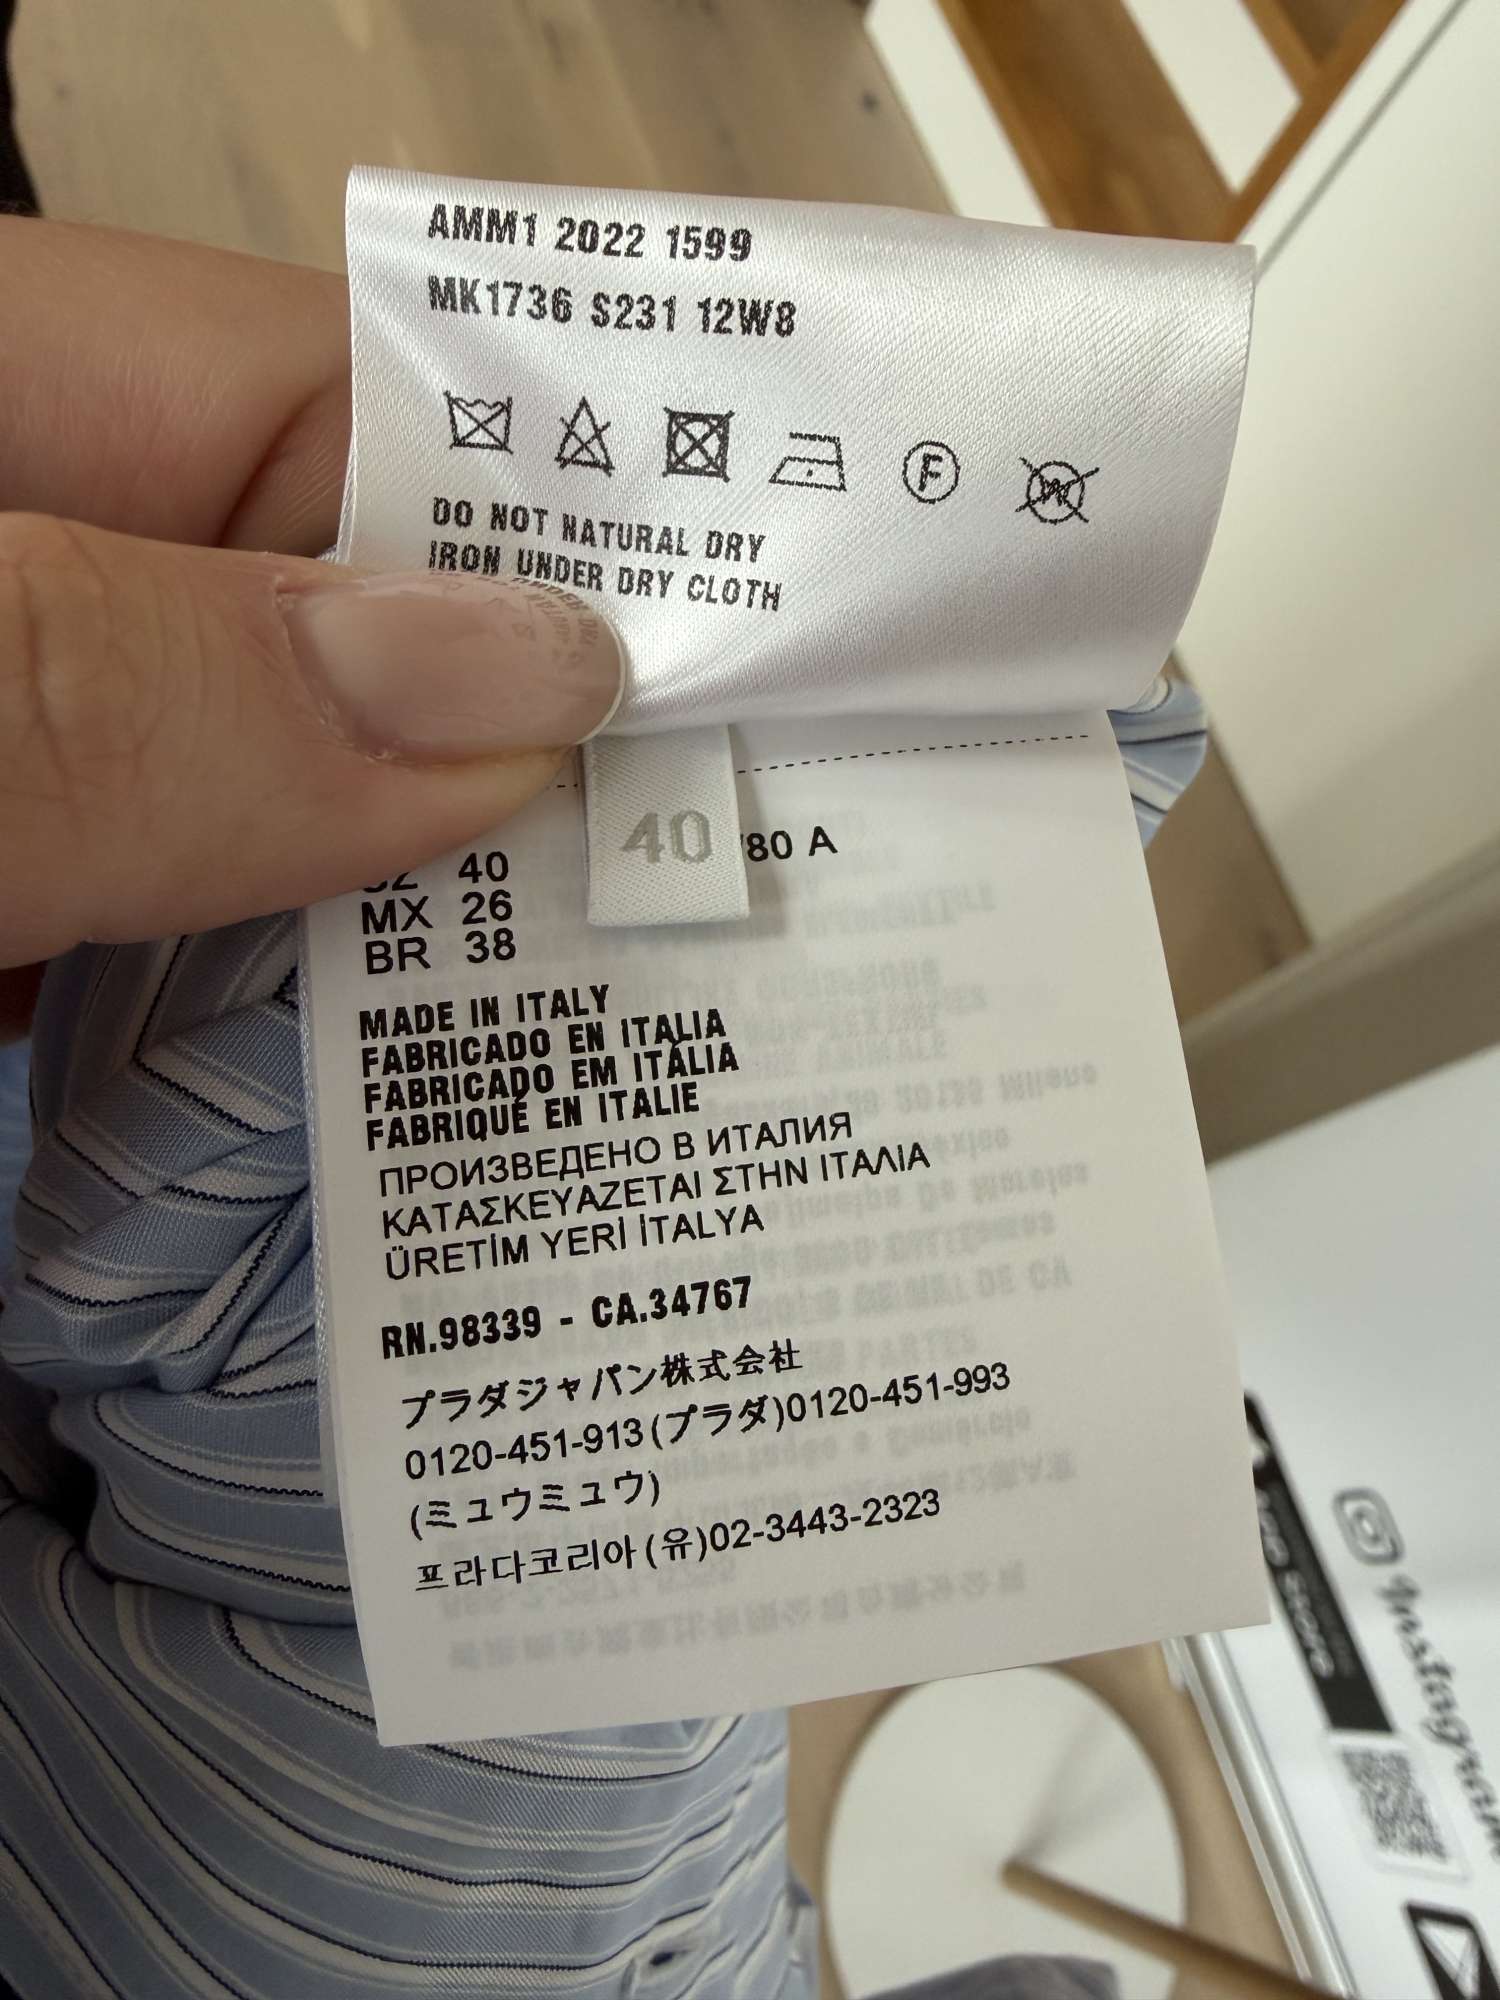 AMM1 2022 1599
MK1736 S231 12W8
F
W
DO NOT NATURAL DRY
IRON UNDER DRY CLOTH
40
/80 A
40
MX 26
BR 38
MADE IN ITALY
FABRICADO EN ITALIA
FABRICADO EM ITÁLIA
FABRIQUÉ EN ITALIE
ПРОИЗВЕДЕНО В ИТАЛИЯ
ΚΑΤΑΣΚΕΥΑΖΕΤΑΙ ΣΤΗΝ ΙΤΑΛΙΑ
ÜRETİM YERİ İTALYA
RN.98339 - CA.34767
プラダジャパン株式会社
0120-451-913(プラダ)0120-451-993
(ミュウミュウ)
프라다코리아(유)02-3443-2323
Store
Instagram